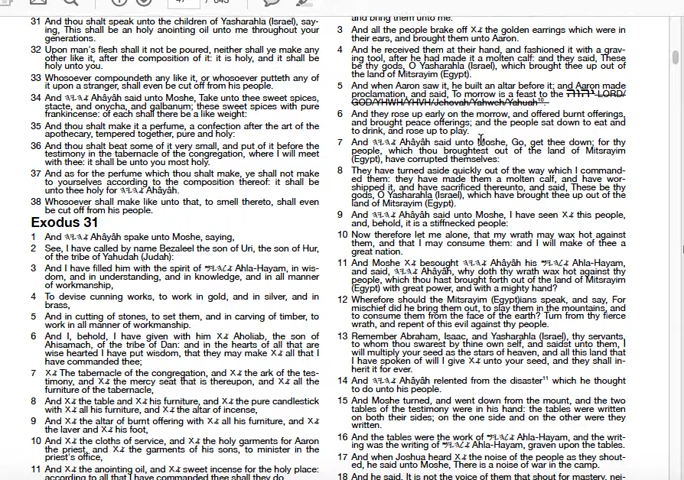 31 And thou shalt speak unto the children of Yasharahla (Israel), say-
ing, This shall be an holy anointing oil unto me throughout your
generations.
32 Upon man's flesh shall it not be poured, neither shall ye make any
other like it, after the composition of it: it is holy, and it shall be
holy unto you.
33 Whosoever compoundeth any like it, or whosoever putteth any of
it upon a stranger, shall even be cut off from his people.
34 And Ahâyâh said unto Moshe, Take unto thee sweet spices,
stacte, and onycha, and galbanum; these sweet spices with pure
frankincense: of each shall there be a like weight:
35 And thou shalt make it a perfume, a confection after the art of the
apothecary, tempered together, pure and holy:
36 And thou shalt beat some of it very small, and put of it before the
testimony in the tabernacle of the congregation, where I will meet
with thee: it shall be unto you most holy.
37 And as for the perfume which thou shalt make, ye shall not make
to yourselves according to the composition thereof: it shall be
unto thee holy for Ahâyâh.
38 Whosoever shall make like unto that, to smell thereto, shall even
be cut off from his people.
Exodus 31
1 And Ahâyâh spake unto Moshe, saying,
2 See, I have called by name Bezaleel the son of Uri, the son of Hur,
of the tribe of Yahudah (Judah):
3 And I have filled him with the spirit of Ahla-Hayam, in wis-
dom, and in understanding, and in knowledge, and in all manner
of workmanship,
4 To devise cunning works, to work in gold, and in silver, and in
brass,
5 And in cutting of stones, to set them, and in carving of timber, to
work in all manner of workmanship.
6 And I, behold, I have given with him Aholiab, the son of
Ahisamach, of the tribe of Dan: and in the hearts of all that are
wise hearted I have put wisdom, that they may make all that I
have commanded thee;
7 The tabernacle of the congregation, and the ark of the tes-
timony, and the mercy seat that is thereupon, and all the
furniture of the tabernacle,
8 And the table and his furniture, and the pure candlestick
with all his furniture, and the altar of incense,
9 And the altar of burnt offering with all his furniture, and
the laver and his foot,
10 And the cloths of service, and the holy garments for Aaron
the priest, and the garments of his sons, to minister in the
priest's office,
11 And the anointing oil, and sweet incense for the holy place:
according to all that I have commanded thee shall they do.
and bring them unto me.
3 And all the people brake off the golden earrings which were in
their ears, and brought them unto Aaron.
4 And he received them at their hand, and fashioned it with a grav-
ing tool, after he had made it a molten calf: and they said, These
be thy gods, O Yasharahla (Israel), which brought thee up out of
the land of Mitsrayim (Egypt).
5 And when Aaron saw it, he built an altar before it; and Aaron made
proclamation, and said, To morrow is a feast to the יהוה LORD/
GOD/YHWH/YHVH/Jehovah/Yahweh/Yahuah
6 And they rose up early on the morrow, and offered burnt offerings,
and brought peace offerings; and the people sat down to eat and
to drink, and rose up to play.
7 And Ahâyâh said unto Moshe, Go, get thee down; for thy
people, which thou broughtest out of the land of Mitsrayim
(Egypt), have corrupted themselves:
8 They have turned aside quickly out of the way which I command-
ed them: they have made them a molten calf, and have wor-
shipped it, and have sacrificed thereunto, and said, These be thy
gods, O Yasharahla (Israel), which have brought thee up out of the
land of Mitsrayim (Egypt).
9 And Ahâyâh said unto Moshe, I have seen this people,
and, behold, it is a stiffnecked people:
10 Now therefore let me alone, that my wrath may wax hot against
them, and that I may consume them: and I will make of thee a
great nation.
11 And Moshe besought Ahâyâh his Ahla-Hayam,
and said, Ahâyâh, why doth thy wrath wax hot against thy
people, which thou hast brought forth out of the land of Mitsrayim
(Egypt) with great power, and with a mighty hand?
12 Wherefore should the Mitsrayim (Egypt)ians speak, and say, For
mischief did he bring them out, to slay them in the mountains, and
to consume them from the face of the earth? Turn from thy fierce
wrath, and repent of this evil against thy people.
13 Remember Abraham, Isaac, and Yasharahla (Israel), thy servants,
to whom thou swarest by thine own self, and saidst unto them, I
will multiply your seed as the stars of heaven, and all this land that
I have spoken of will I give unto your seed, and they shall in-
herit it for ever.
14 And Ahâyâh relented from the disaster¹¹ which he thought
to do unto his people.
15 And Moshe turned, and went down from the mount, and the two
tables of the testimony were in his hand: the tables were written
on both their sides; on the one side and on the other were they
written.
16 And the tables were the work of Ahla-Hayam, and the writ-
ing was the writing of Ahla-Hayam, graven upon the tables.
17 And when Joshua heard the noise of the people as they shout-
ed, he said unto Moshe, There is a noise of war in the camp.
18 And he said, It is not the voice of them that shout for mastery, nei-